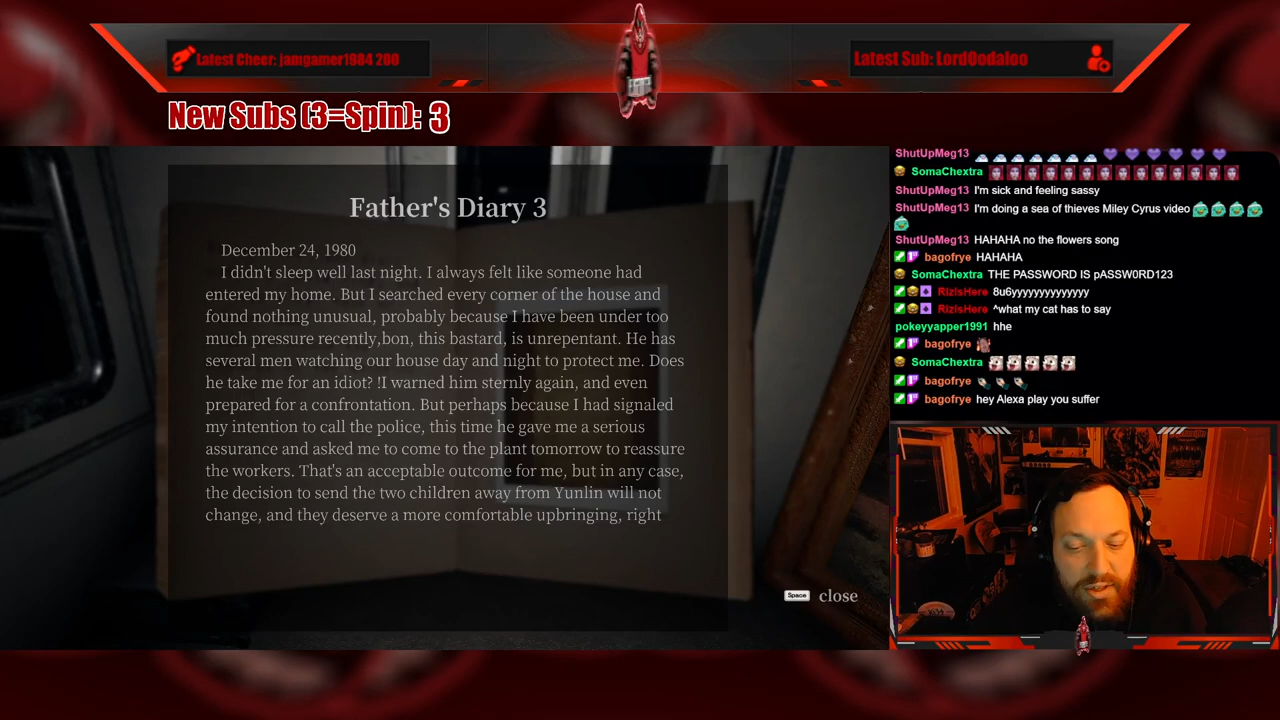 Latest Cheer: janigamer1984 200
Latest Sub: LordOodaloo
New Subs (3=Spin): 3
Father's Diary 3
December 24, 1980
I didn't sleep well last night. I always felt like someone had
entered my home. But I searched every corner of the house and
found nothing unusual, probably because I have been under too
much pressure recently,bon, this bastard, is unrepentant. He has
several men watching our house day and night to protect me. Does
he take me for an idiot? !I warned him sternly again, and even
prepared for a confrontation. But perhaps because I had signaled
my intention to call the police, this time he gave me a serious
assurance and asked me to come to the plant tomorrow to reassure
the workers. That's an acceptable outcome for me, but in any case,
the decision to send the two children away from Yunlin will not
change, and they deserve a more comfortable upbringing, right
Space close
ShutUpMeg13
SomaChextra
ShutUpMeg13 I'm sick and feeling sassy
ShutUpMeg13 I'm doing a sea of thieves Miley Cyrus video
ShutUpMeg13 HAHAHA no the flowers song
bagofrye HAHAHA
SomaChextra THE PASSWORD IS pASSW0RD123
RizIsHere 8u6yyyyyyyyyyyyy
RizIsHere ^what my cat has to say
pokeyyapper1991 hhe
bagofrye
SomaChextra
bagofrye
bagofrye hey Alexa play you suffer